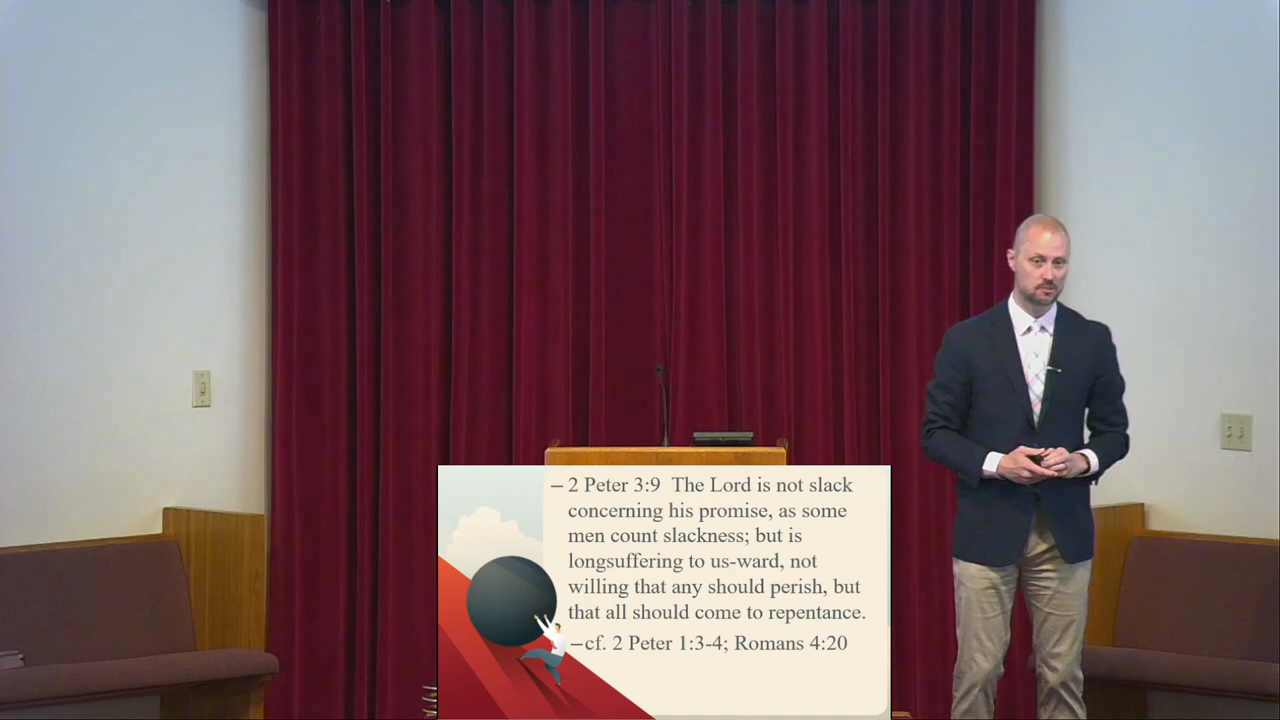 – 2 Peter 3:9 The Lord is not slack
concerning his promise, as some
men count slackness; but is
longsuffering to us-ward, not
willing that any should perish, but
that all should come to repentance.
–cf. 2 Peter 1:3-4; Romans 4:20